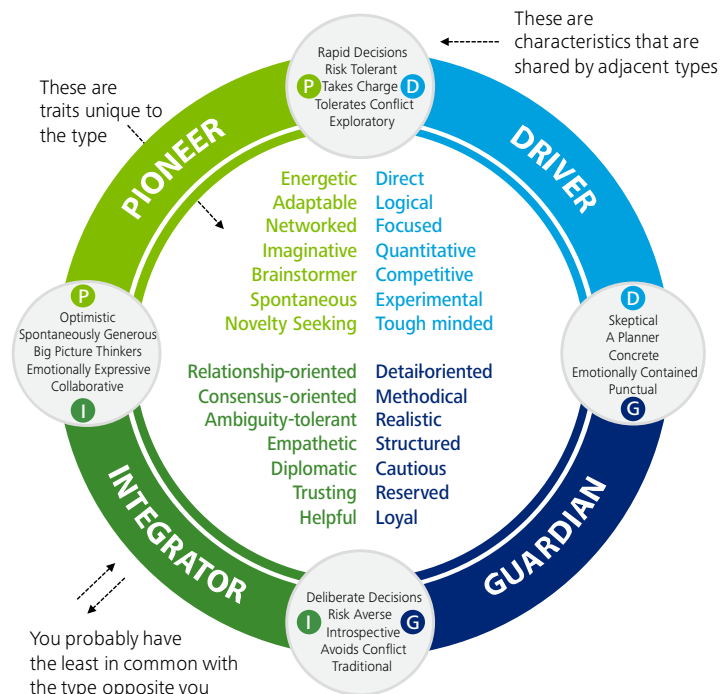 These are
characteristics that are
shared by adjacent types
Rapid Decisions
Risk Tolerant
P Takes Charge D
Tolerates Conflict
Exploratory
These are
traits unique to
the type
PIONEER
DRIVER
Energetic Direct
Adaptable Logical
Networked Focused
Imaginative Quantitative
Brainstormer Competitive
Spontaneous Experimental
Novelty Seeking Tough minded
P
Optimistic
Spontaneously Generous
Big Picture Thinkers
Emotionally Expressive
Collaborative
I
D
Skeptical
A Planner
Concrete
Emotionally Contained
Punctual
G
Relationship-oriented Detail-oriented
Consensus-oriented Methodical
Ambiguity-tolerant Realistic
Empathetic Structured
Diplomatic Cautious
Trusting Reserved
Helpful Loyal
INTEGRATOR
GUARDIAN
Deliberate Decisions
Risk Averse
I Introspective G
Avoids Conflict
Traditional
You probably have
the least in common with
the type opposite you